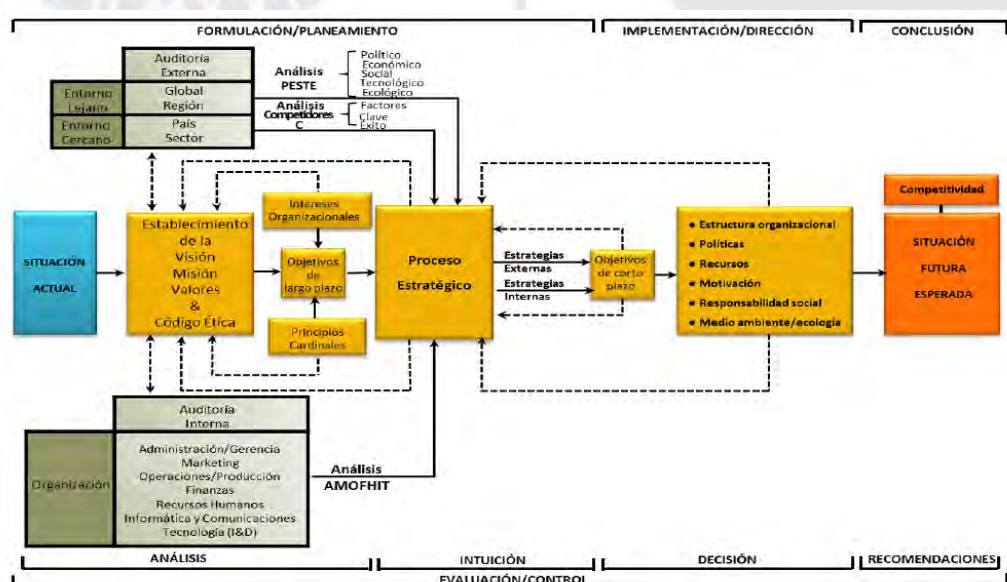 FORMULACIÓN/PLANEAMIENTO
IMPLEMENTACIÓN/DIRECCIÓN
CONCLUSIÓN
Auditoría
Externa
Entorno
Lejano
Global
Región
Entorno
Cercano
País
Sector
Análisis
PESTE
Político
Económico
Social
Tecnológico
Ecológico
Análisis
Competidores
C
Factores
Clave
Éxito
SITUACIÓN
ACTUAL
Establecimiento
de la
Visión
Misión
Valores
&
Código Ética
Intereses
Organizacionales
Objetivos
de
largo plazo
Principios
Cardinales
Proceso
Estratégico
Estrategias
Externas
Estrategias
Internas
Objetivos
de corto
plazo
• Estructura organizacional
• Políticas
• Recursos
• Motivación
• Responsabilidad social
• Medio ambiente/ecología
Competitividad
SITUACIÓN
FUTURA
ESPERADA
Auditoría
Interna
Organización
Administración/Gerencia
Marketing
Operaciones/Producción
Finanzas
Recursos Humanos
Informática y Comunicaciones
Tecnología (I&D)
Análisis
AMOFHIT
ANÁLISIS
INTUICIÓN
DECISIÓN
RECOMENDACIONES
EVALUACIÓN/CONTROL